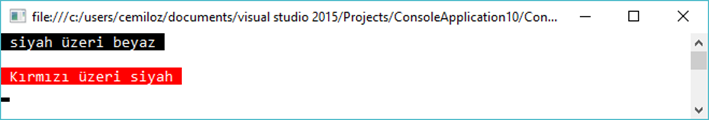 file:///c:/users/cemiloz/documents/visual studio 2015/Projects/ConsoleApplication10/Con...
siyah üzeri beyaz
Kırmızı üzeri siyah